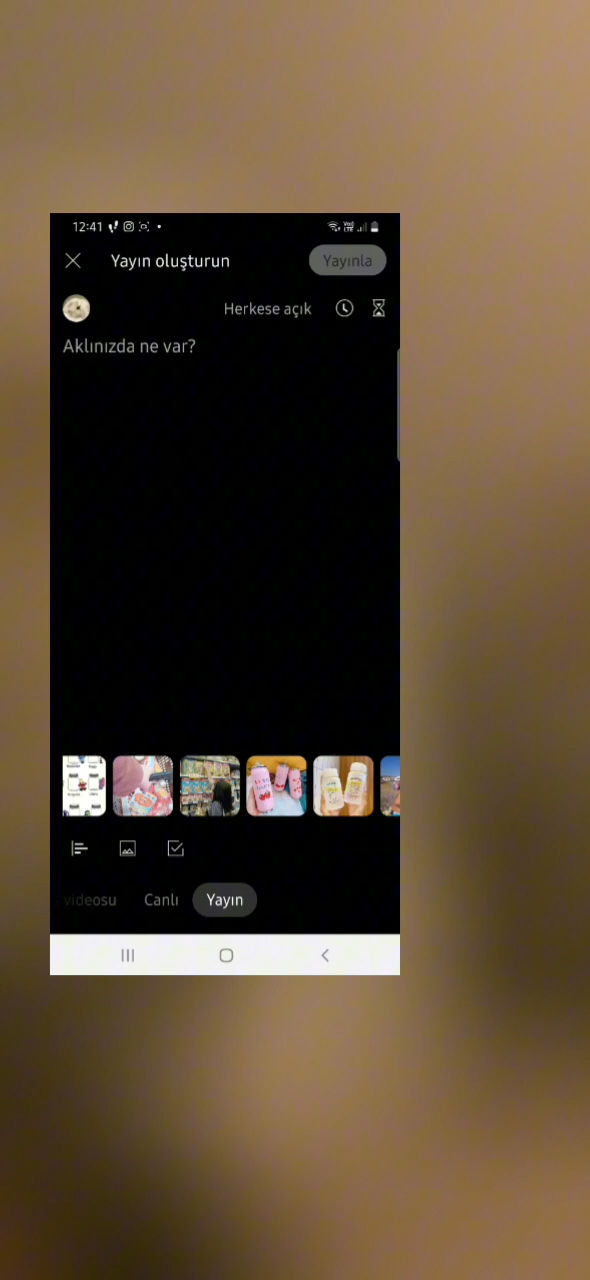 12:41
Yayın oluşturun
Yayınla
Herkese açık
Aklınızda ne var?
videosu
Canlı
Yayın